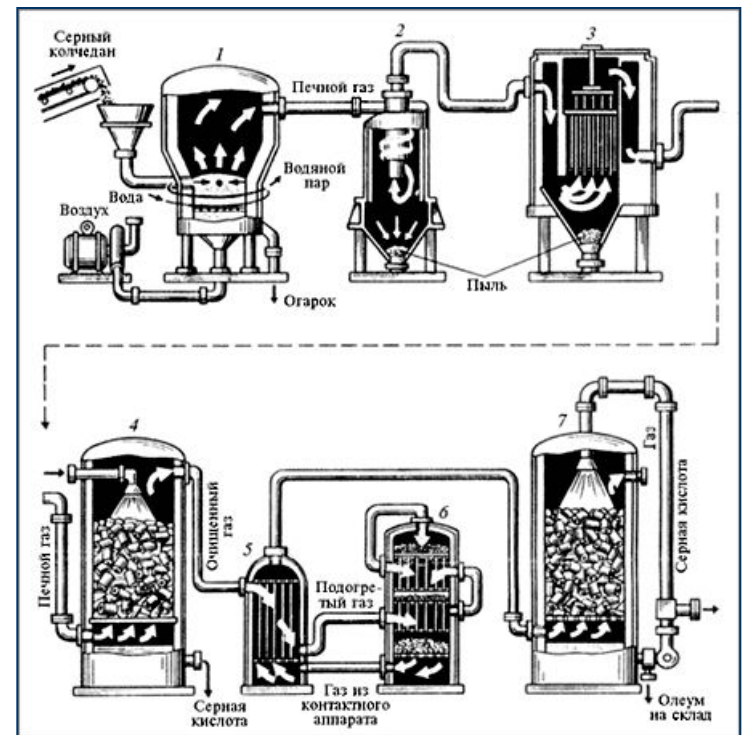 Серный
колчедан
1
2
3
Печной газ
Водяной
пар
Вода
Воздух
Огарок
Пыль
4
Печной газ
Очищенный
газ
Серная
кислота
5
Подогре-
тый газ
Газ из
контактного
аппарата
6
7
Газ
Серная кислота
Олеум
на склад